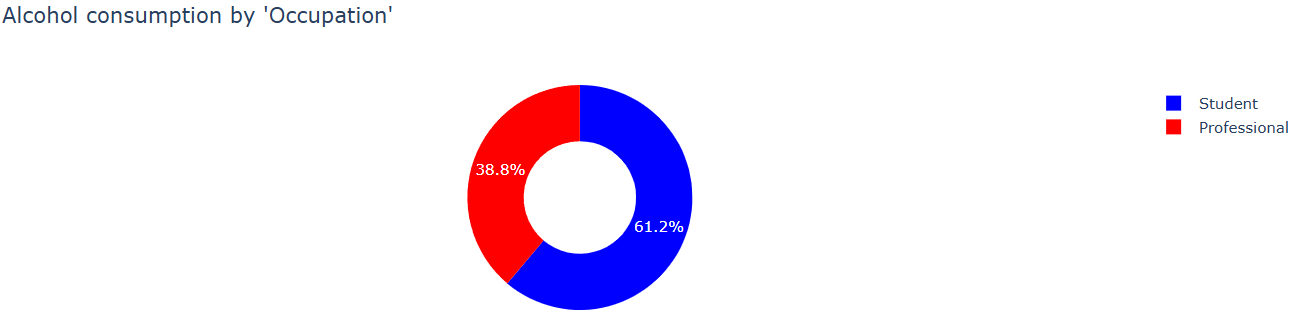 Alcohol consumption by 'Occupation'
Student
Professional
38.8%
61.2%